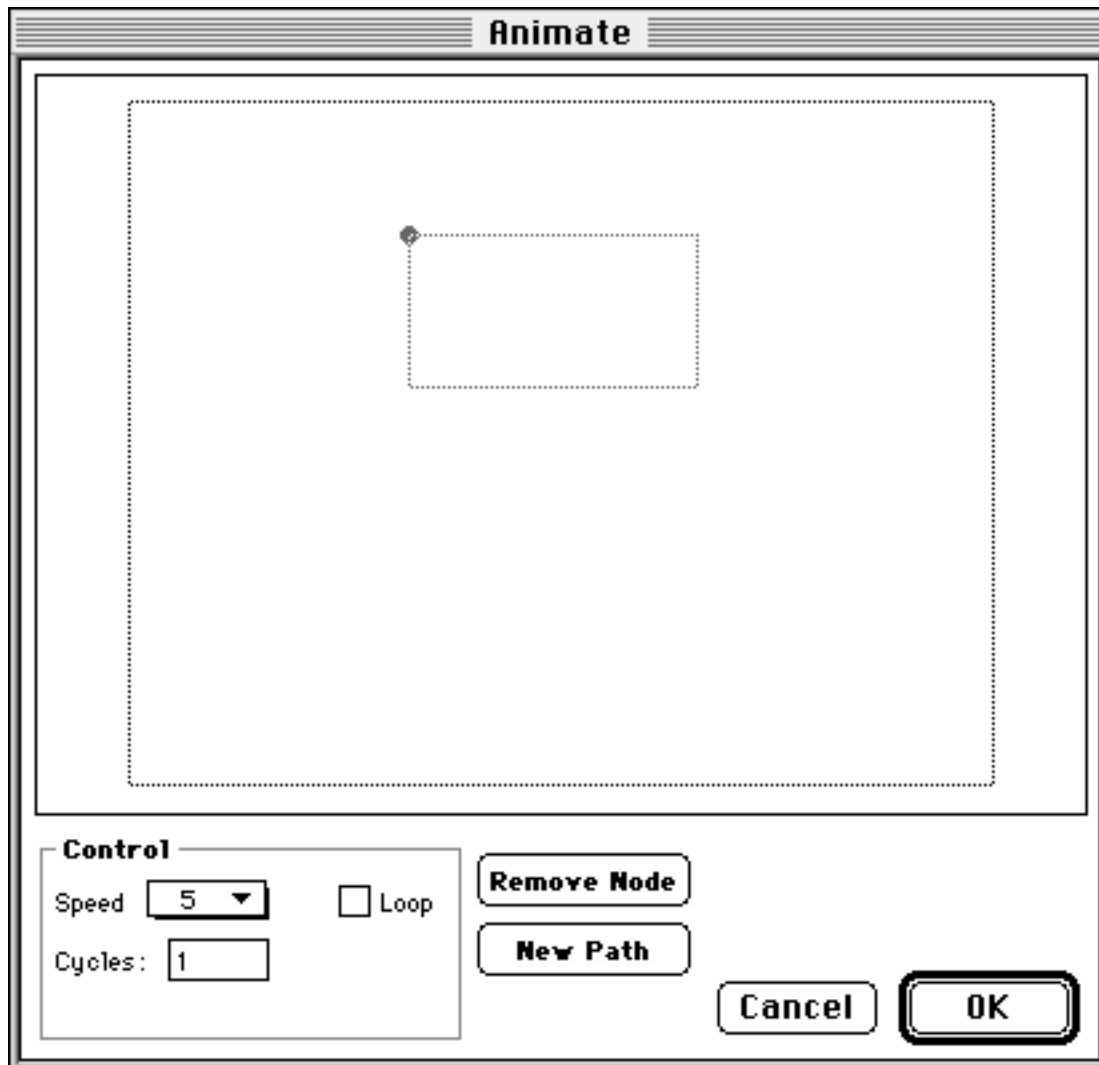 Animate
Control
Speed 5 Loop
Cycles: 1
Remove Node
New Path
Cancel OK